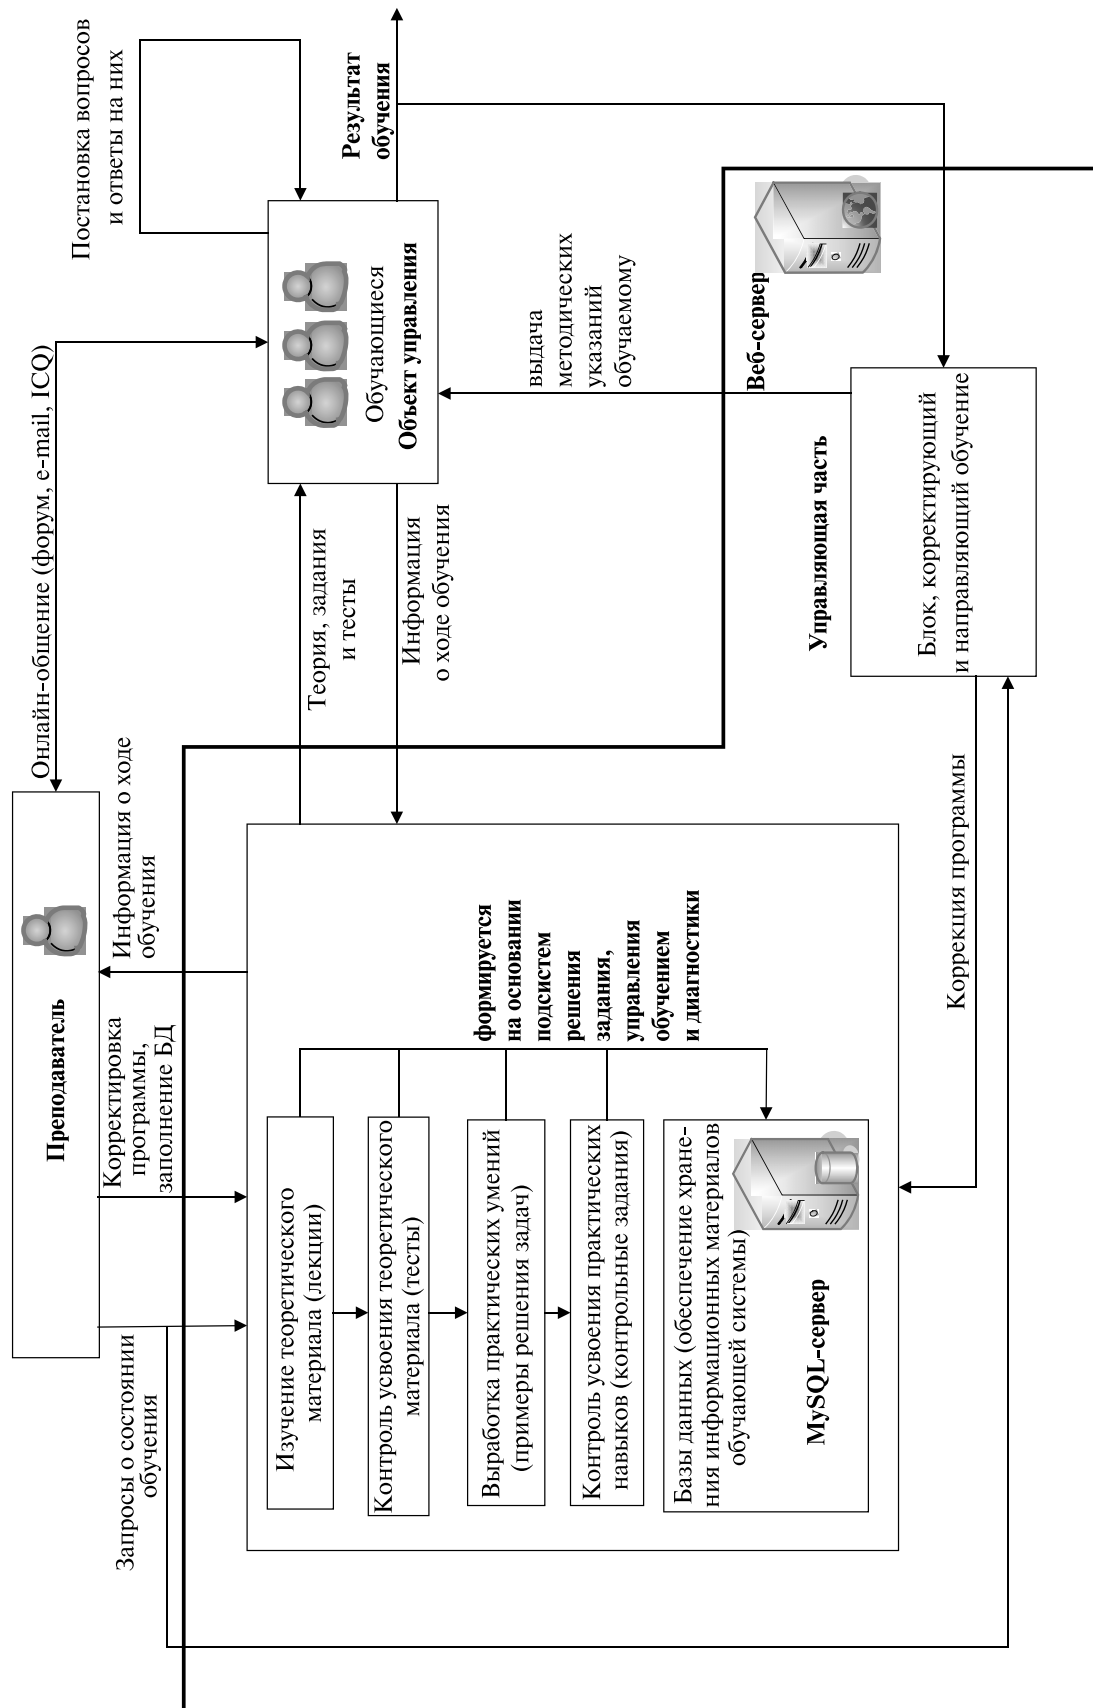 Преподаватель
Онлайн-общение (форум, e-mail, ICQ)
Постановка вопросов
и ответы на них
Запросы о состоянии
обучения
Корректировка
программы,
заполнение БД
Информация о ходе
обучения
Теория, задания
и тесты
Информация
о ходе обучения
Обучающиеся
Объект управления
Результат
обучения
Изучение теоретического
материала (лекции)
Контроль усвоения теоретического
материала (тесты)
Выработка практических умений
(примеры решения задач)
Контроль усвоения практических
навыков (контрольные задания)
Базы данных (обеспечение хране-
ния информационных материалов
обучающей системы)
MySQL-сервер
формируется
на основании
подсистем
решения
задания,
управления
обучением
и диагностики
выдача
методических
указаний
обучаемому
Веб-сервер
Управляющая часть
Блок, корректирующий
и направляющий обучение
Коррекция программы